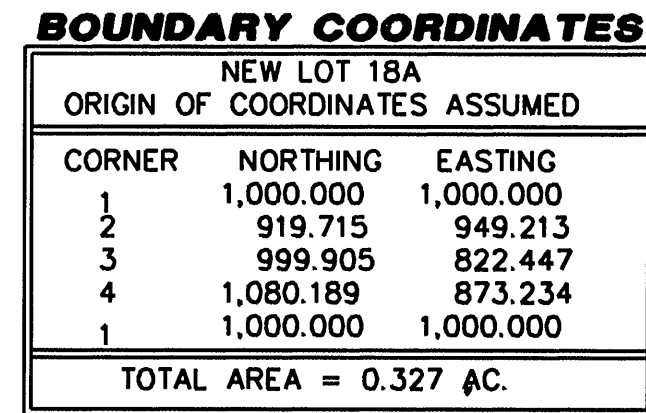 BOUNDARY COORDINATES
NEW LOT 18A
ORIGIN OF COORDINATES ASSUMED
CORNER NORTHING EASTING
1 1,000.000 1,000.000
2 919.715 949.213
3 999.905 822.447
4 1,080.189 873.234
1 1,000.000 1,000.000
TOTAL AREA = 0.327 AC.